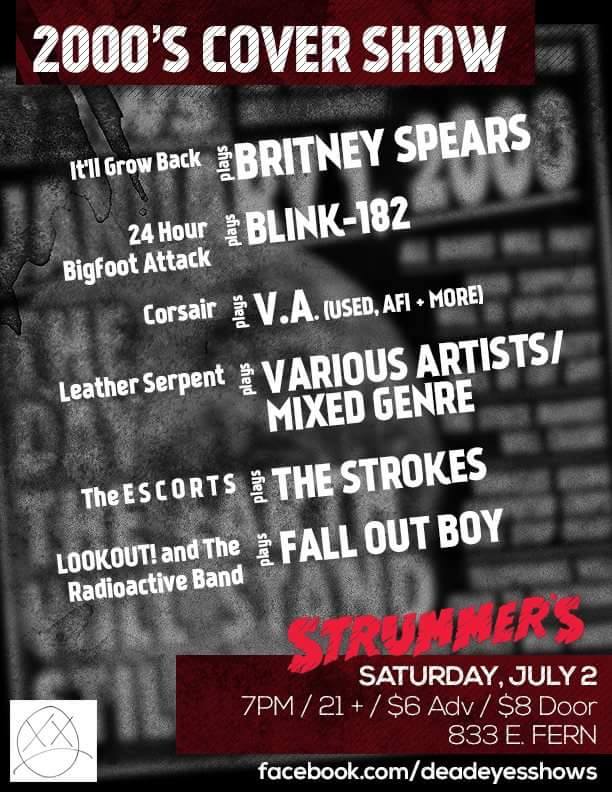 2000'S COVER SHOW
It'll Grow Back plays BRITNEY SPEARS
24 Hour
Bigfoot Attack plays BLINK-182
Corsair plays V.A. (USED, AFI + MORE)
Leather Serpent plays VARIOUS ARTISTS/
MIXED GENRE
The ESCORTS plays THE STROKES
LOOKOUT! and The
Radioactive Band plays FALL OUT BOY
STRUMMER'S
SATURDAY, JULY 2
7PM / 21 + / $6 Adv / $8 Door
833 E. FERN
facebook.com/deadeyesshows